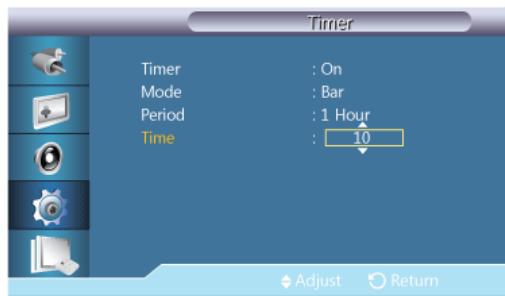 Timer
Timer : On
Mode : Bar
Period : 1 Hour
Time : 10
Adjust Return